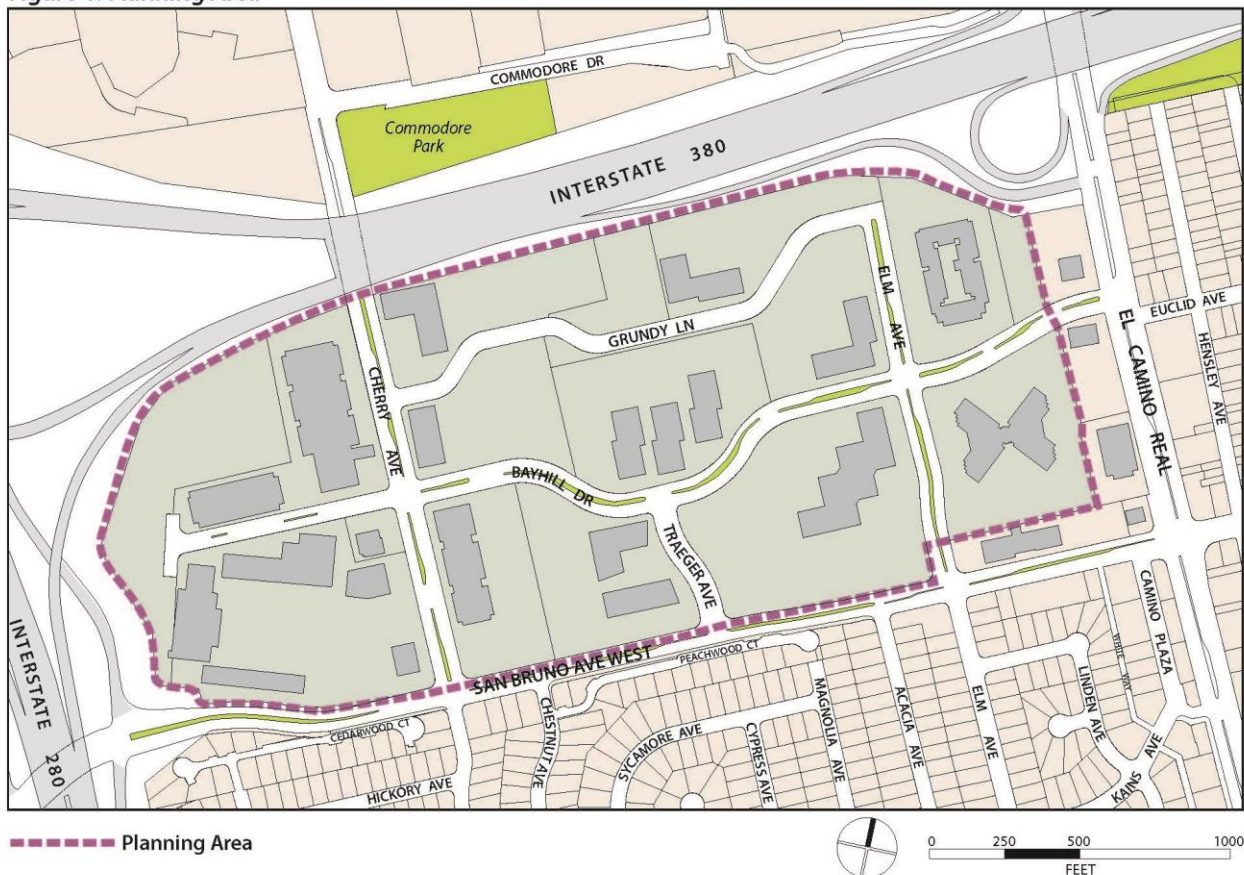 COMMODORE DR
Commodore
Park
INTERSTATE 380
GRUNDY LN
ELM
AVE
EUCLID AVE
EL CAMINO REAL
HENSLEY AVE
CHERRY
AVE
BAYHILL DR
TRAEGER AVE
SAN BRUNO AVE WEST
PEACHWOOD CT
INTERSTATE
280
CEDARWOOD CT
HICKORY AVE
CHESTNUT AVE
SYCAMORE AVE
CYPRESS AVE
MAGNOLIA
AVE
ACACIA AVE
ELM AVE
LINDEN AVE
WHITE WAY
CAMINO PLAZA
KAINS AVE
Planning Area
0 250 500 1000
FEET